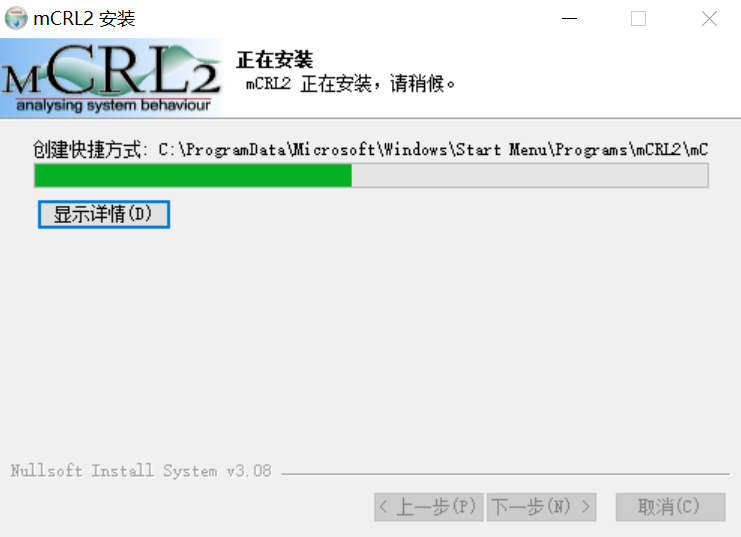 mCRL2 安装
mCRL2
analysing system behaviour
正在安装
mCRL2 正在安装，请稍候。
创建快捷方式: C:\ProgramData\Microsoft\Windows\Start Menu\Programs\mCRL2\mC
显示详情(D)
Nullsoft Install System v3.08
< 上一步(P) 下一步(N) > 取消(C)